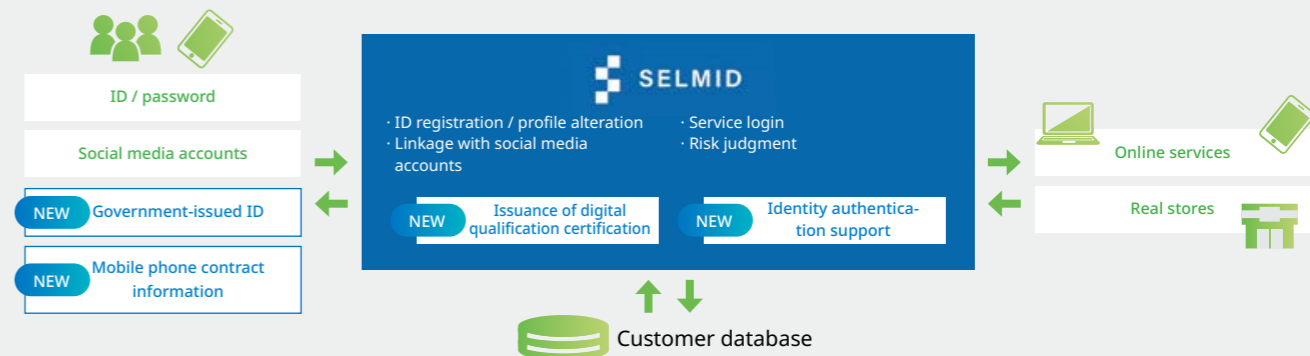 ID / password
Social media accounts
NEW Government-issued ID
NEW Mobile phone contract
information
SELMID
· ID registration / profile alteration
· Linkage with social media
accounts
· Service login
· Risk judgment
NEW Issuance of digital
qualification certification
NEW Identity authentica-
tion support
Online services
Real stores
Customer database